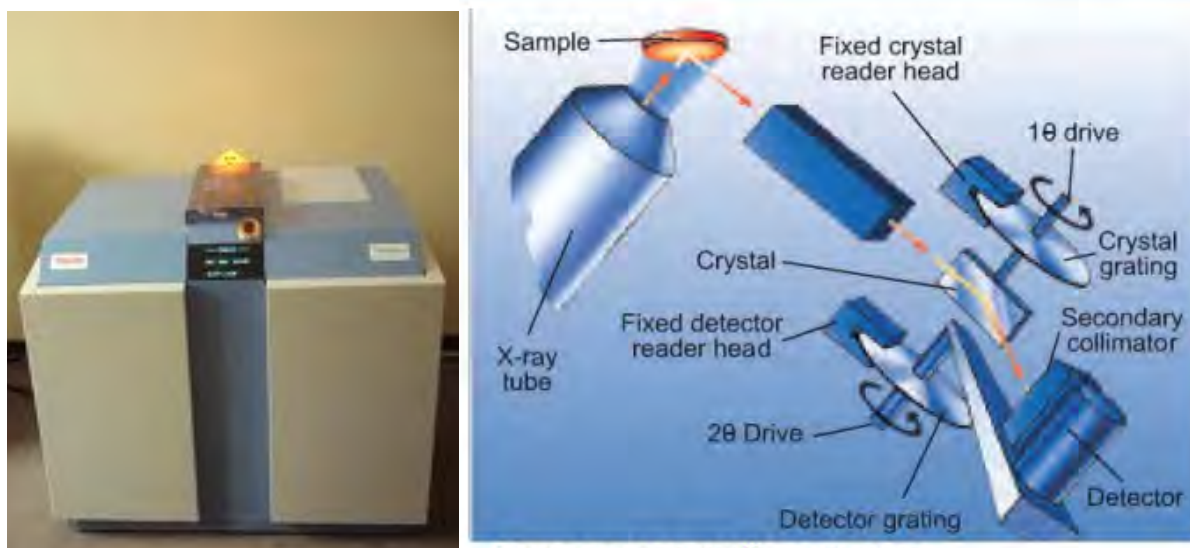 Sample
Fixed crystal
reader head
1θ drive
Crystal
Crystal
grating
Fixed detector
reader head
Secondary
collimator
X-ray
tube
2θ Drive
Detector grating
Detector